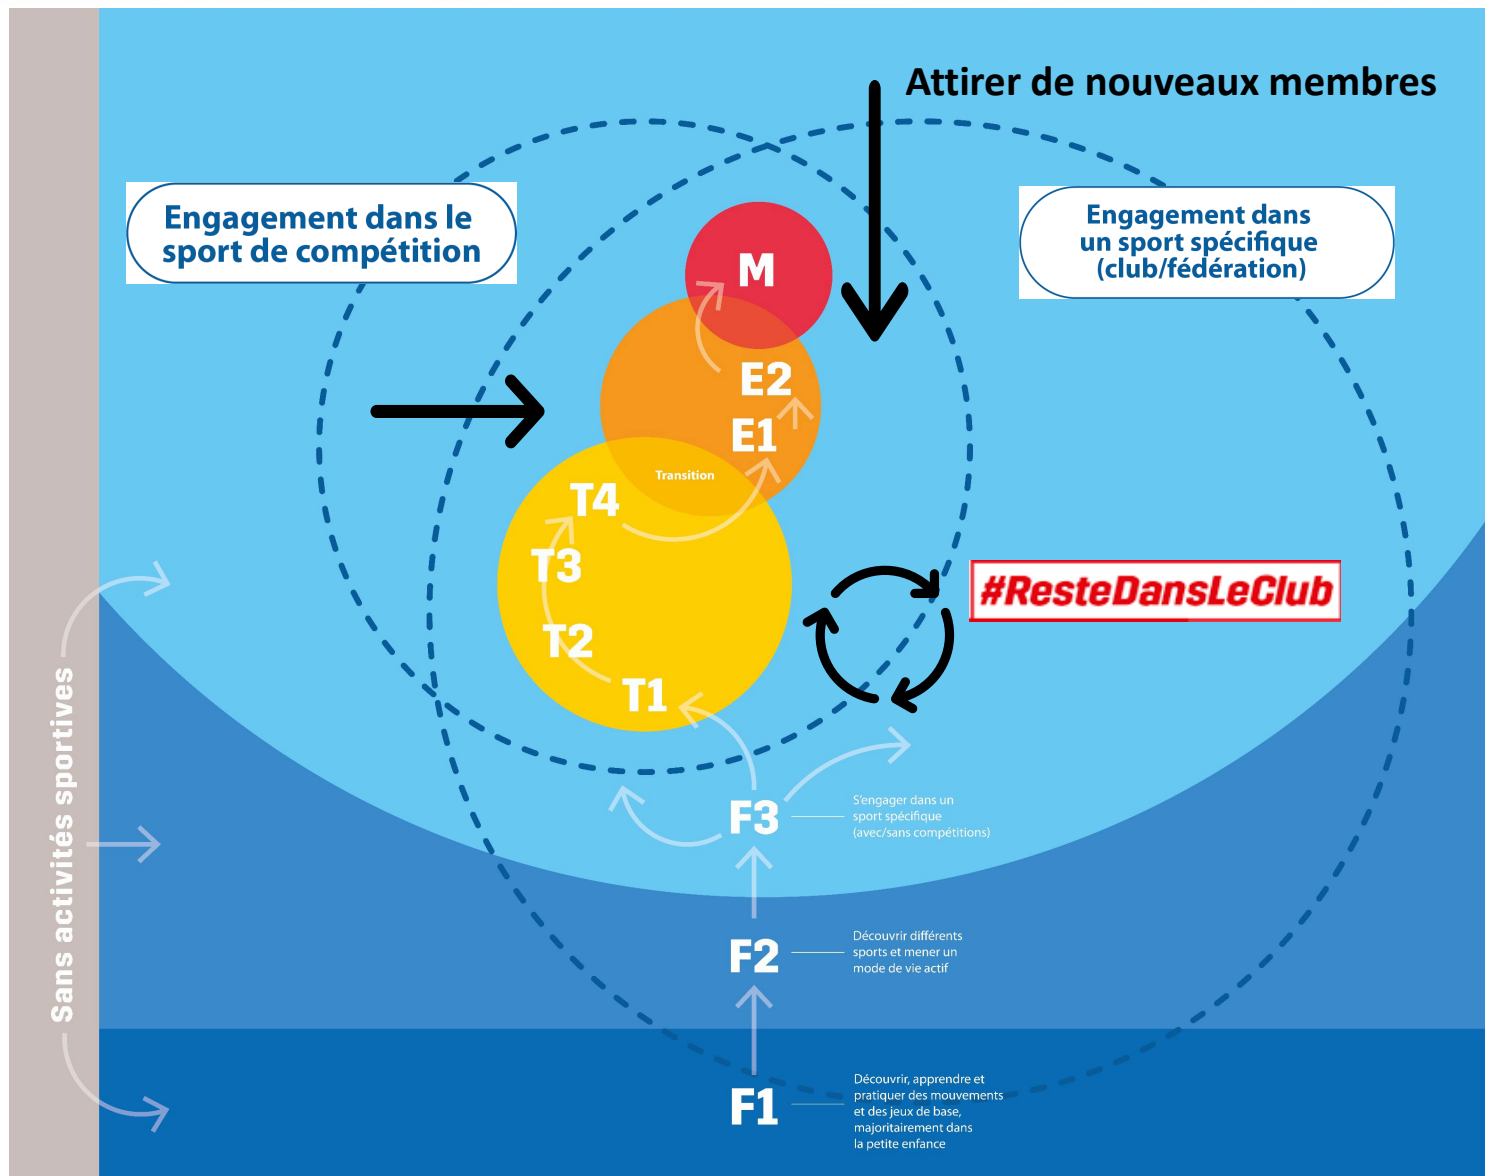 Attirer de nouveaux membres
Engagement dans le
sport de compétition
Engagement dans
un sport spécifique
(club/fédération)
M
E2
E1
Transition
T4
T3
T2
T1
#ResteDansLeClub
Sans activités sportives
F3
S'engager dans un
sport spécifique
(avec/sans compétitions)
F2
Découvrir différents
sports et mener un
mode de vie actif
F1
Découvrir, apprendre et
pratiquer des mouvements
et des jeux de base,
majoritairement dans
la petite enfance